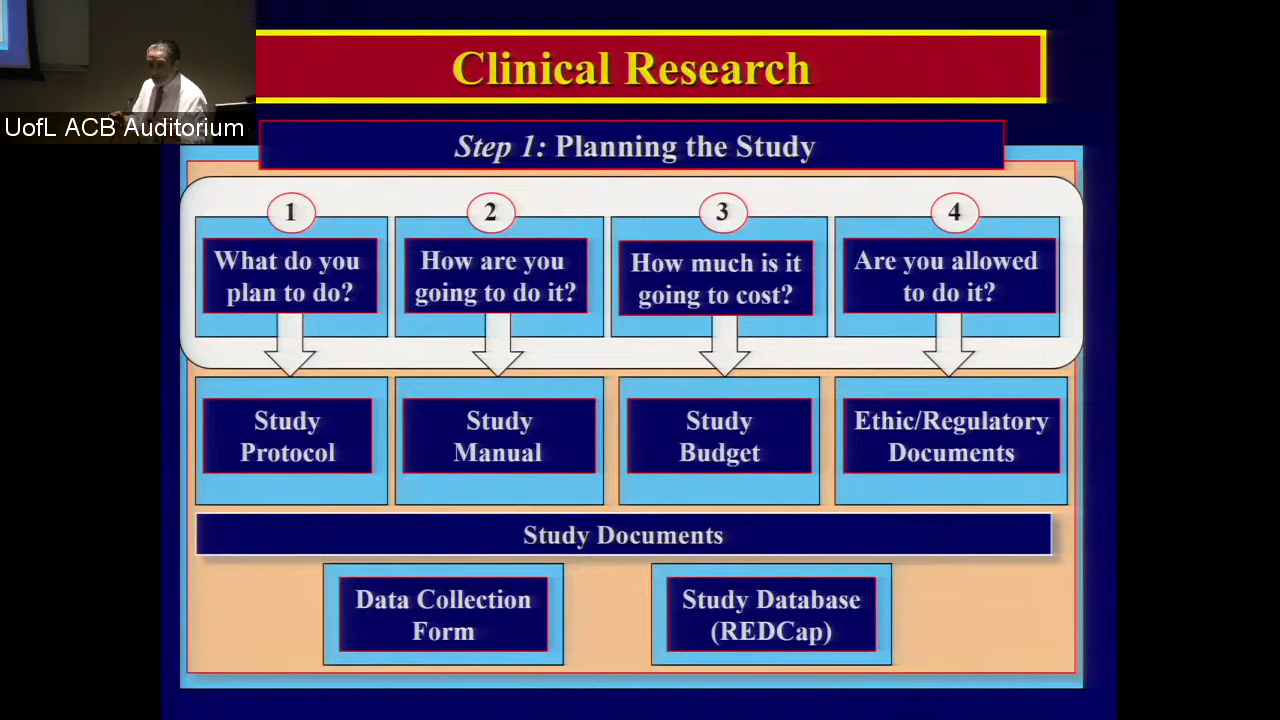 Clinical Research
UofL ACB Auditorium
Step 1: Planning the Study
1
2
3
4
What do you
plan to do?
How are you
going to do it?
How much is it
going to cost?
Are you allowed
to do it?
Study
Protocol
Study
Manual
Study
Budget
Ethic/Regulatory
Documents
Study Documents
Data Collection
Form
Study Database
(REDCap)